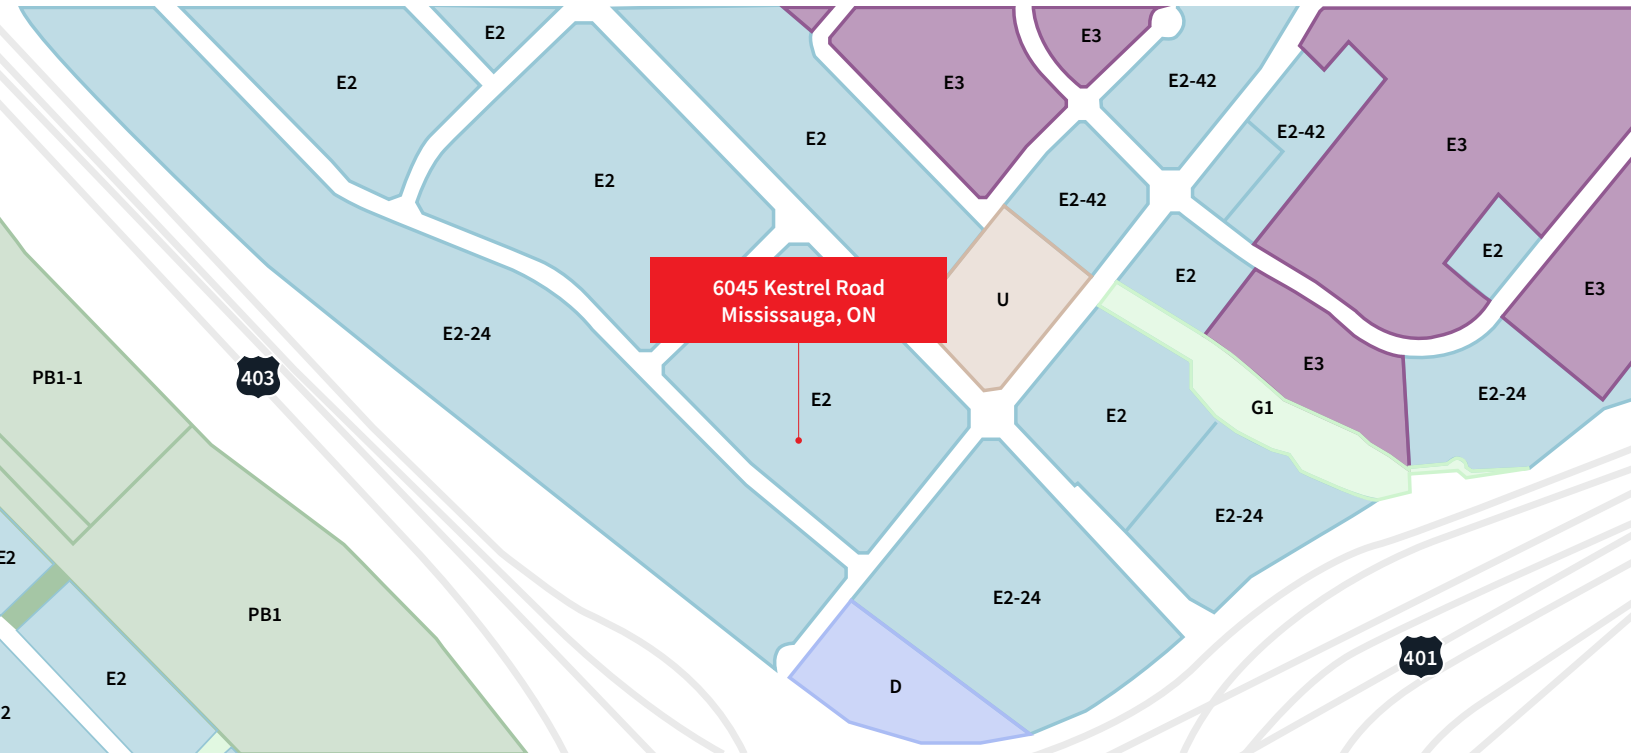 E2
E3
E2
E3
E2-42
E2
E2-42
E3
E2
E2-42
E2
E2
6045 Kestrel Road
Mississauga, ON
U
E3
E2-24
E3
PB1-1
403
E2
E2
G1
E2-24
E2-24
E2
E2-24
PB1
401
E2
D
2